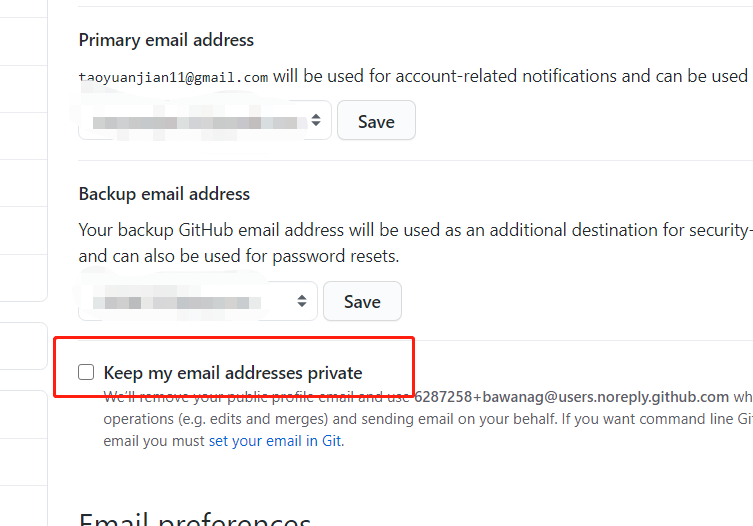 Primary email address
taoyuanjian11@gmail.com will be used for account-related notifications and can be used
Save
Backup email address
Your backup GitHub email address will be used as an additional destination for security-
and can also be used for password resets.
Save
Keep my email addresses private
We'll remove your public profile email and use 6287258+bawanag@users.noreply.github.com wh
operations (e.g. edits and merges) and sending email on your behalf. If you want command line Gi
email you must set your email in Git.
Email preferences